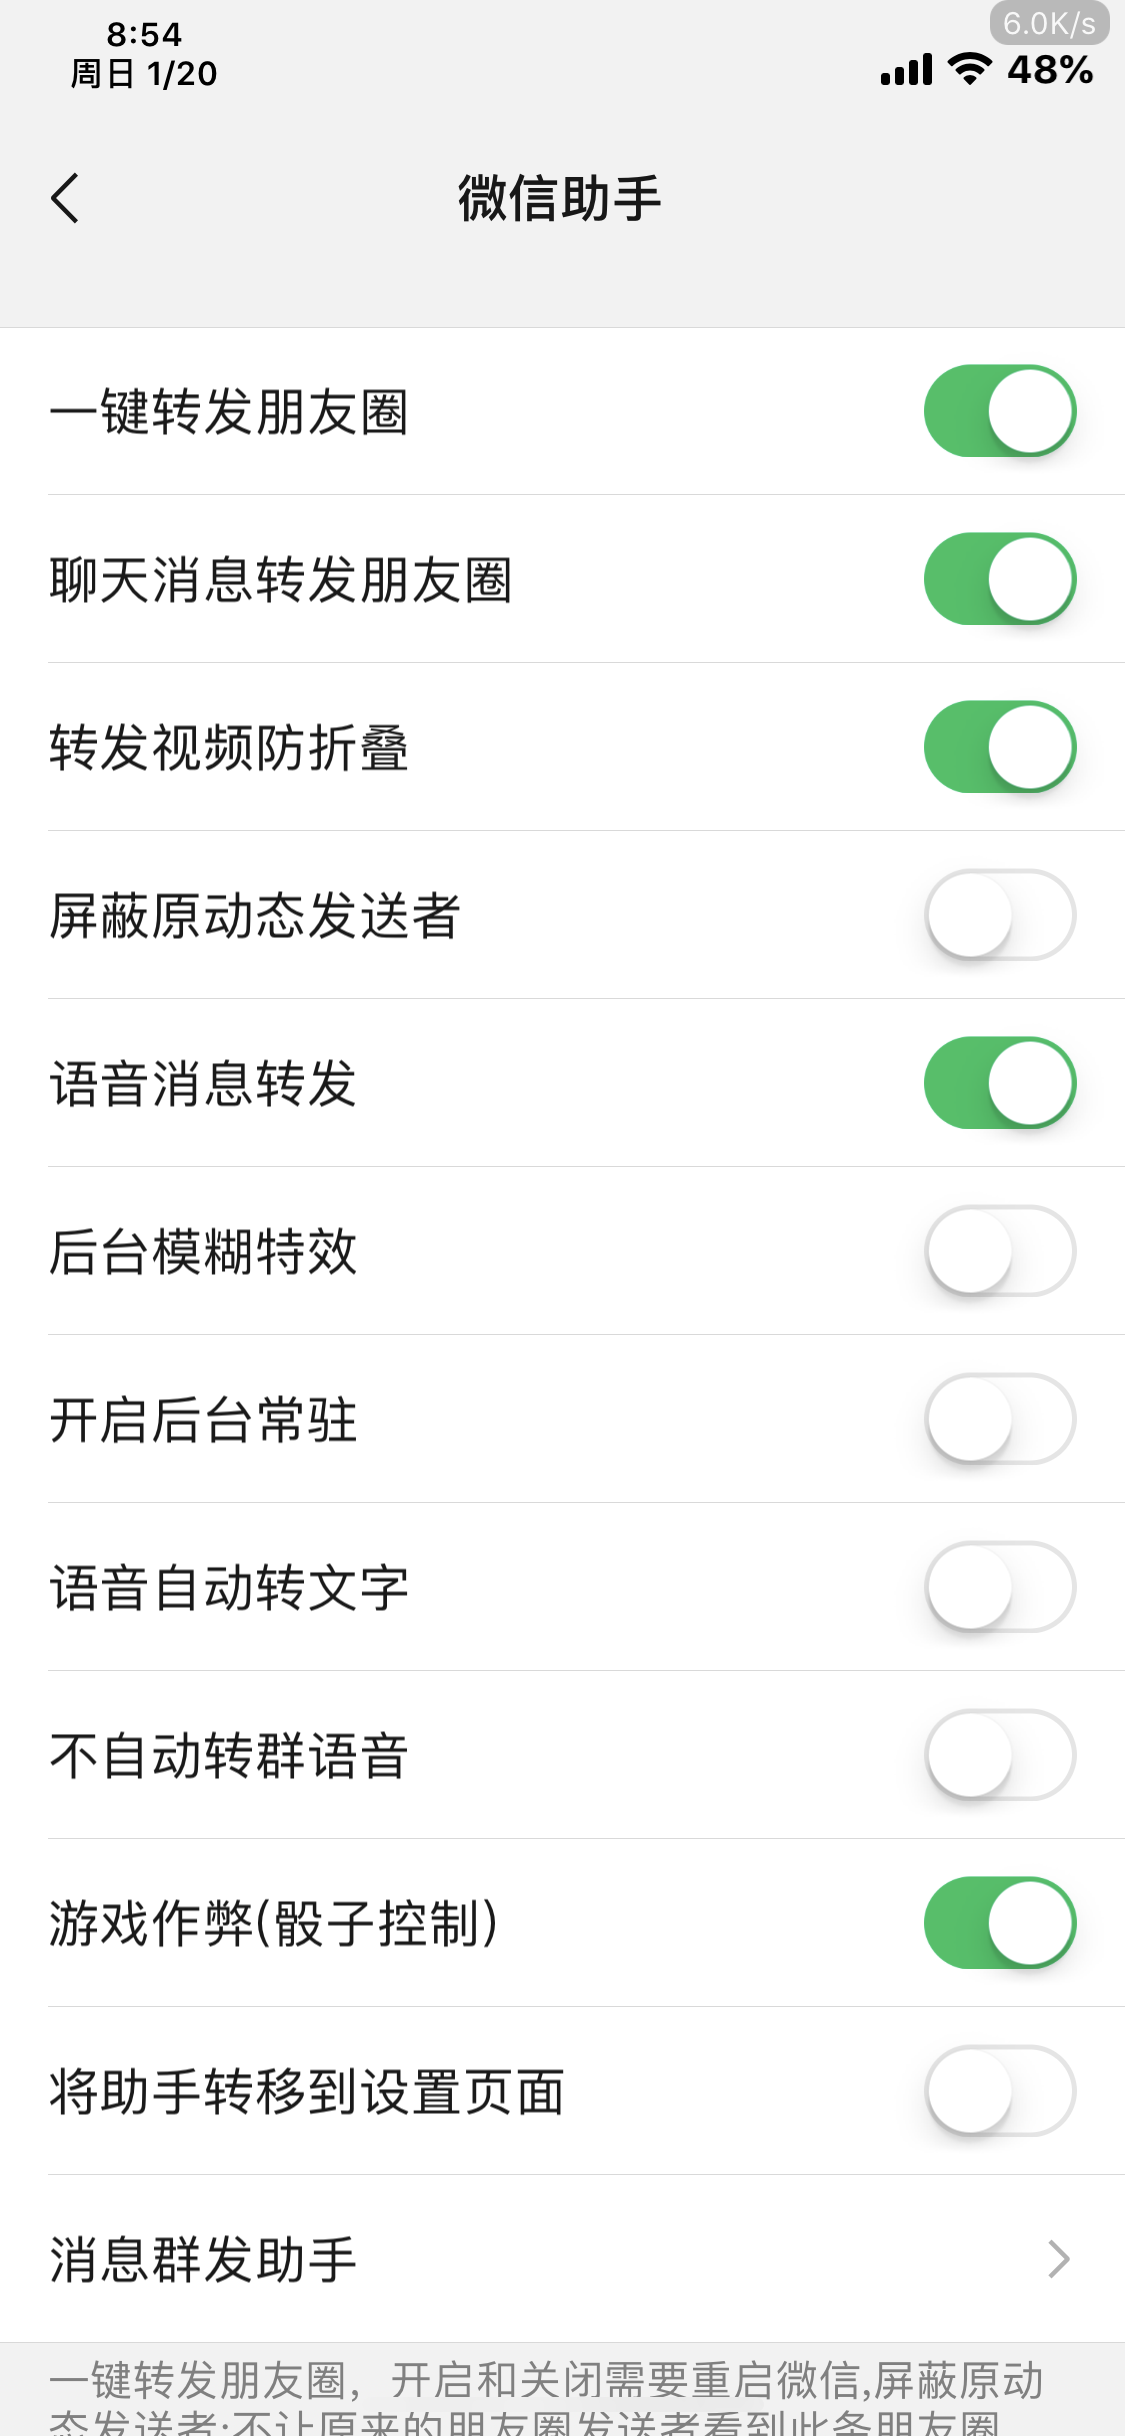 6.0K/s
8:54
周日 1/20
48%
微信助手
一键转发朋友圈
聊天消息转发朋友圈
转发视频防折叠
屏蔽原动态发送者
语音消息转发
后台模糊特效
开启后台常驻
语音自动转文字
不自动转群语音
游戏作弊(骰子控制)
将助手转移到设置页面
消息群发助手
一键转发朋友圈，开启和关闭需要重启微信,屏蔽原动
态发送者:不让原来的朋友圈发送者看到此条朋友圈